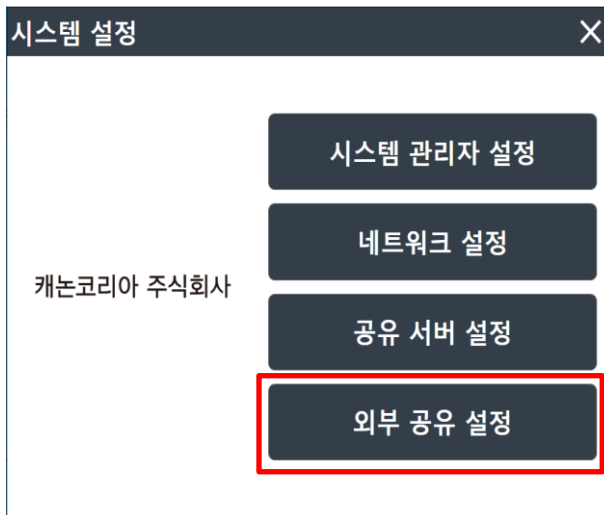 시스템 설정
시스템 관리자 설정
네트워크 설정
캐논코리아 주식회사
공유 서버 설정
외부 공유 설정